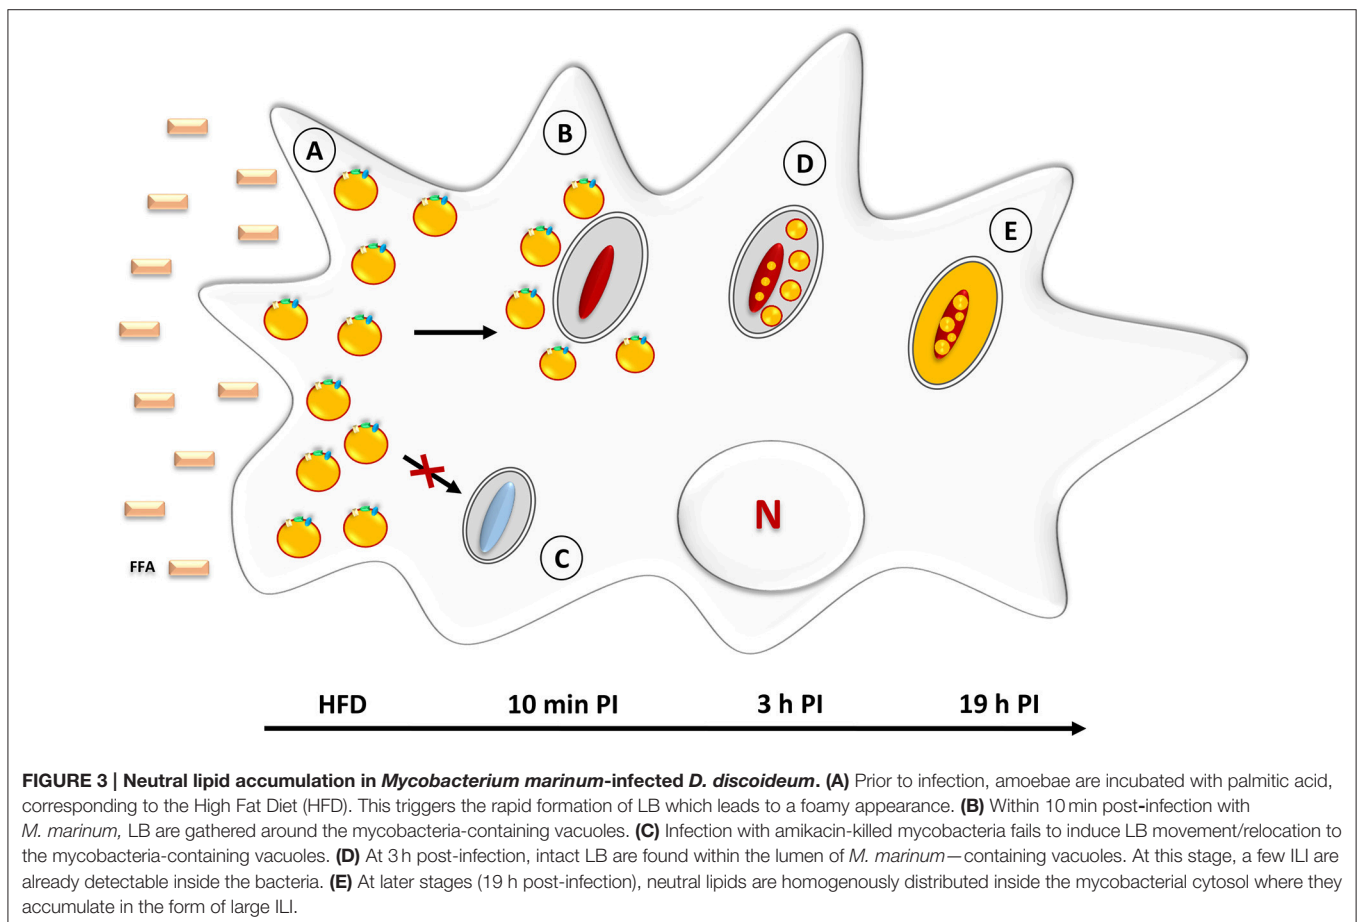 A
B
D
E
C
FFA
N
HFD
10 min PI
3 h PI
19 h PI
FIGURE 3 | Neutral lipid accumulation in Mycobacterium marinum-infected D. discoideum. (A) Prior to infection, amoebae are incubated with palmitic acid,
corresponding to the High Fat Diet (HFD). This triggers the rapid formation of LB which leads to a foamy appearance. (B) Within 10 min post-infection with
M. marinum, LB are gathered around the mycobacteria-containing vacuoles. (C) Infection with amikacin-killed mycobacteria fails to induce LB movement/relocation to
the mycobacteria-containing vacuoles. (D) At 3 h post-infection, intact LB are found within the lumen of M. marinum—containing vacuoles. At this stage, a few ILI are
already detectable inside the bacteria. (E) At later stages (19 h post-infection), neutral lipids are homogenously distributed inside the mycobacterial cytosol where they
accumulate in the form of large ILI.